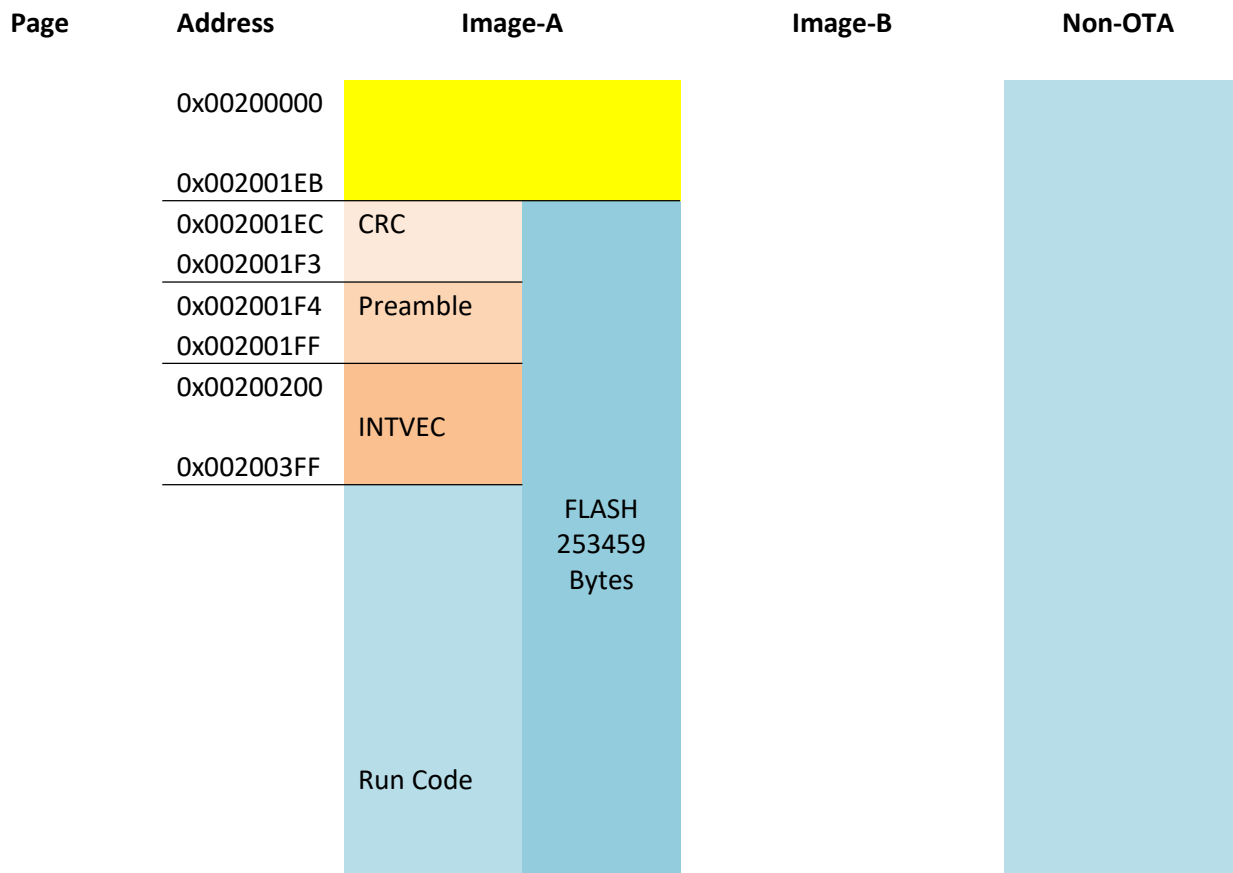 Page Address Image-A Image-B Non-OTA
0x00200000
0x002001EB
0x002001EC CRC
0x002001F3
0x002001F4 Preamble
0x002001FF
0x00200200
INTVEC
0x002003FF
FLASH
253459
Bytes
Run Code